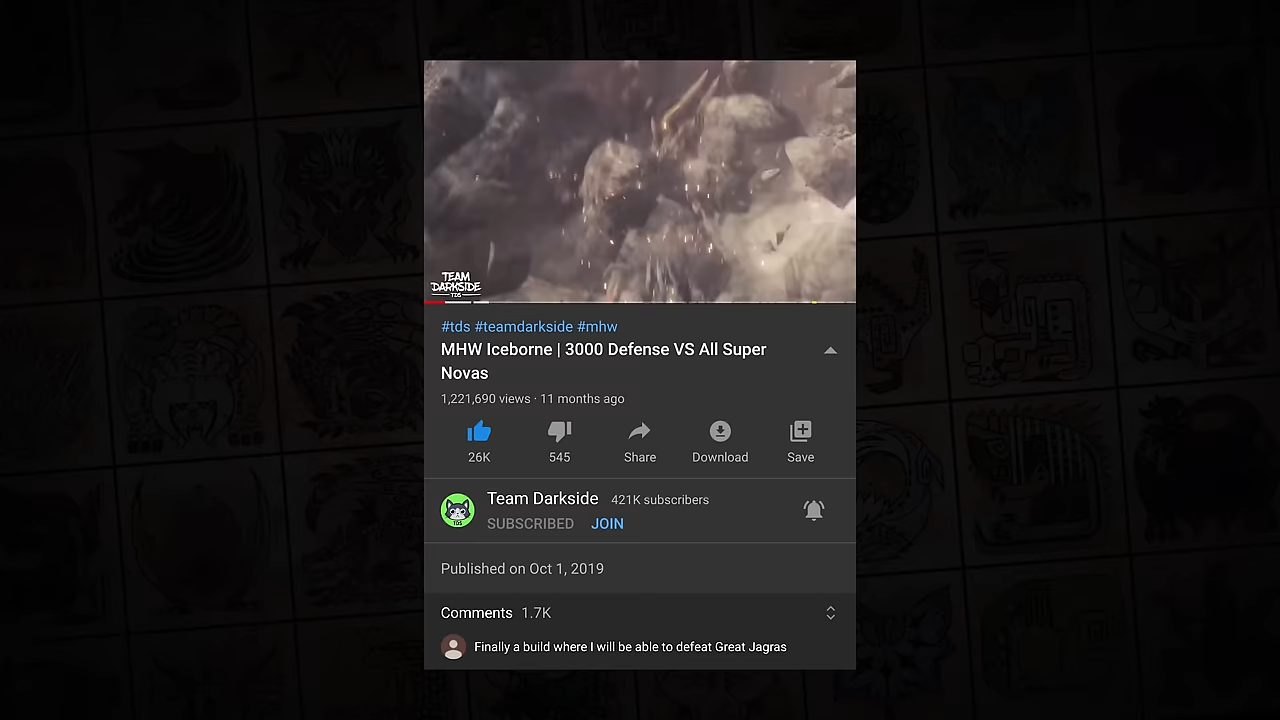 TEAM
DARKSIDE
TDS
#tds #teamdarkside #mhw
MHW Iceborne | 3000 Defense VS All Super
Novas
1,221,690 views · 11 months ago
26K 545 Share Download Save
Team Darkside 421K subscribers
TDS
SUBSCRIBED JOIN
Published on Oct 1, 2019
Comments 1.7K
Finally a build where I will be able to defeat Great Jagras